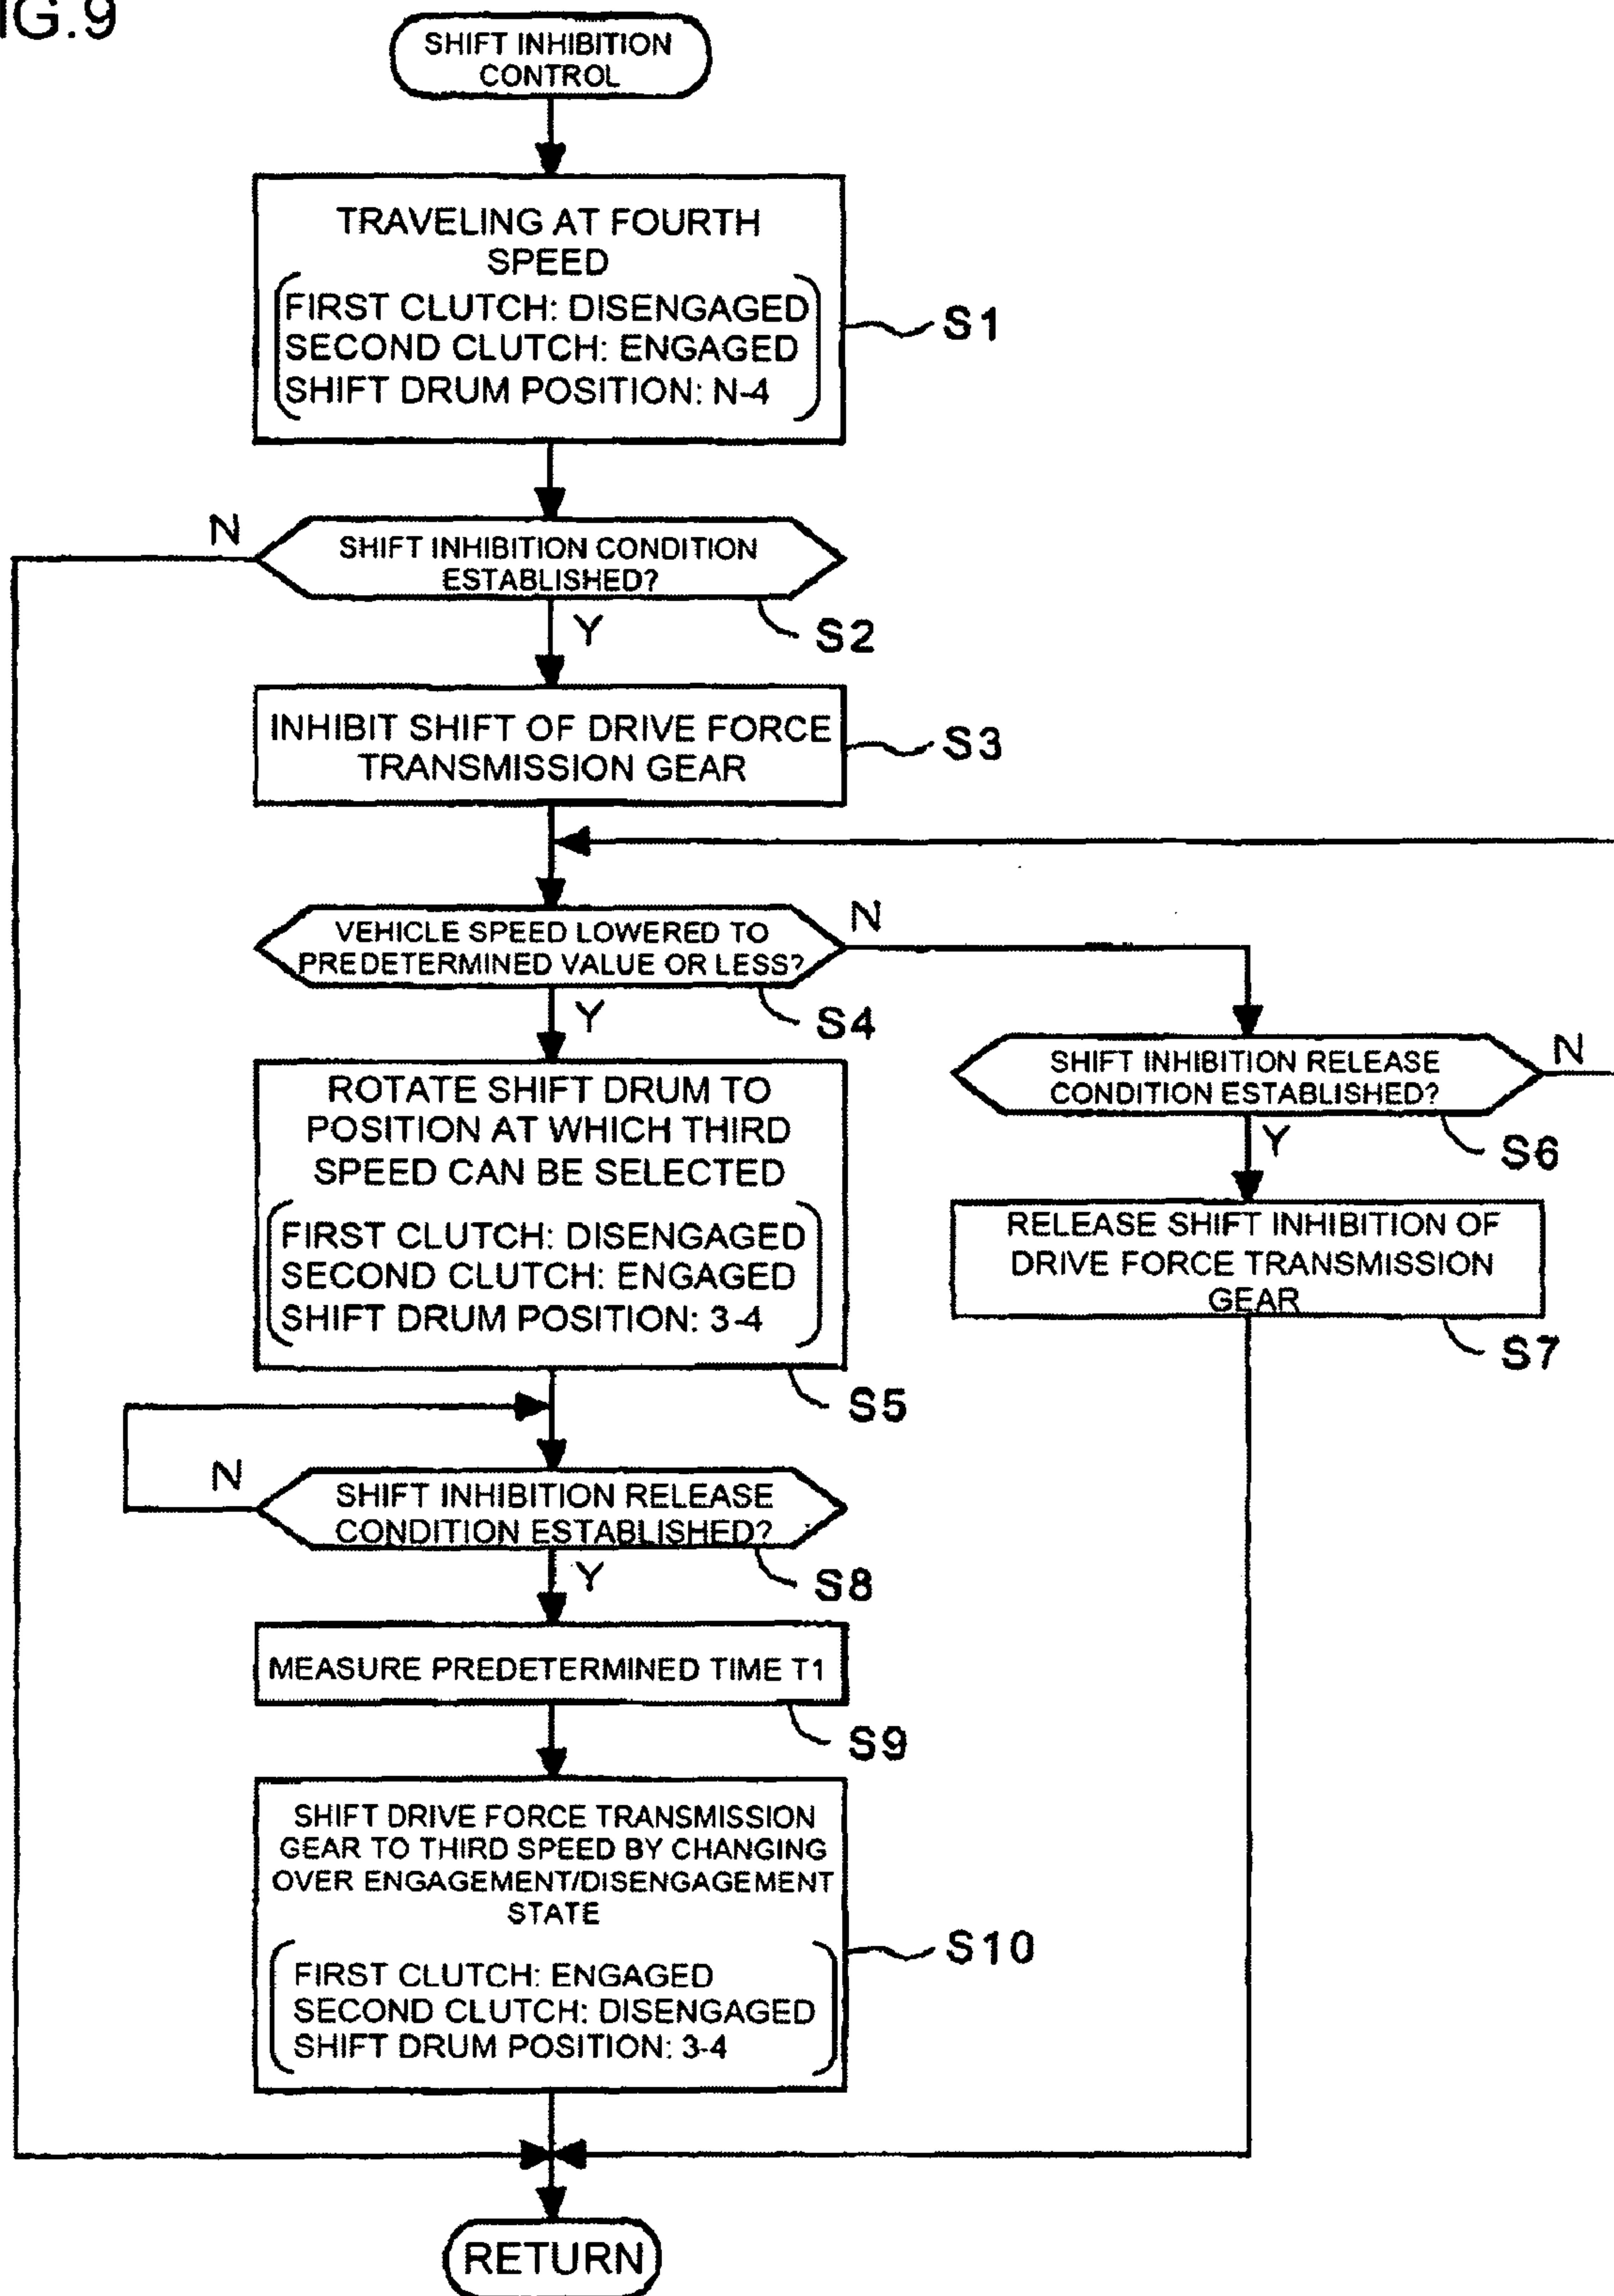 IG.9
SHIFT INHIBITION
CONTROL
TRAVELING AT FOURTH
SPEED
FIRST CLUTCH: DISENGAGED
SECOND CLUTCH: ENGAGED
SHIFT DRUM POSITION: N-4
S1
N
SHIFT INHIBITION CONDITION
ESTABLISHED?
S2
Y
INHIBIT SHIFT OF DRIVE FORCE
TRANSMISSION GEAR
S3
VEHICLE SPEED LOWERED TO
PREDETERMINED VALUE OR LESS?
N
S4
Y
ROTATE SHIFT DRUM TO
POSITION AT WHICH THIRD
SPEED CAN BE SELECTED
FIRST CLUTCH: DISENGAGED
SECOND CLUTCH: ENGAGED
SHIFT DRUM POSITION: 3-4
S5
SHIFT INHIBITION RELEASE
CONDITION ESTABLISHED?
N
S6
Y
RELEASE SHIFT INHIBITION OF
DRIVE FORCE TRANSMISSION
GEAR
S7
N
SHIFT INHIBITION RELEASE
CONDITION ESTABLISHED?
S8
Y
MEASURE PREDETERMINED TIME T1
S9
SHIFT DRIVE FORCE TRANSMISSION
GEAR TO THIRD SPEED BY CHANGING
OVER ENGAGEMENT/DISENGAGEMENT
STATE
FIRST CLUTCH: ENGAGED
SECOND CLUTCH: DISENGAGED
SHIFT DRUM POSITION: 3-4
S10
RETURN